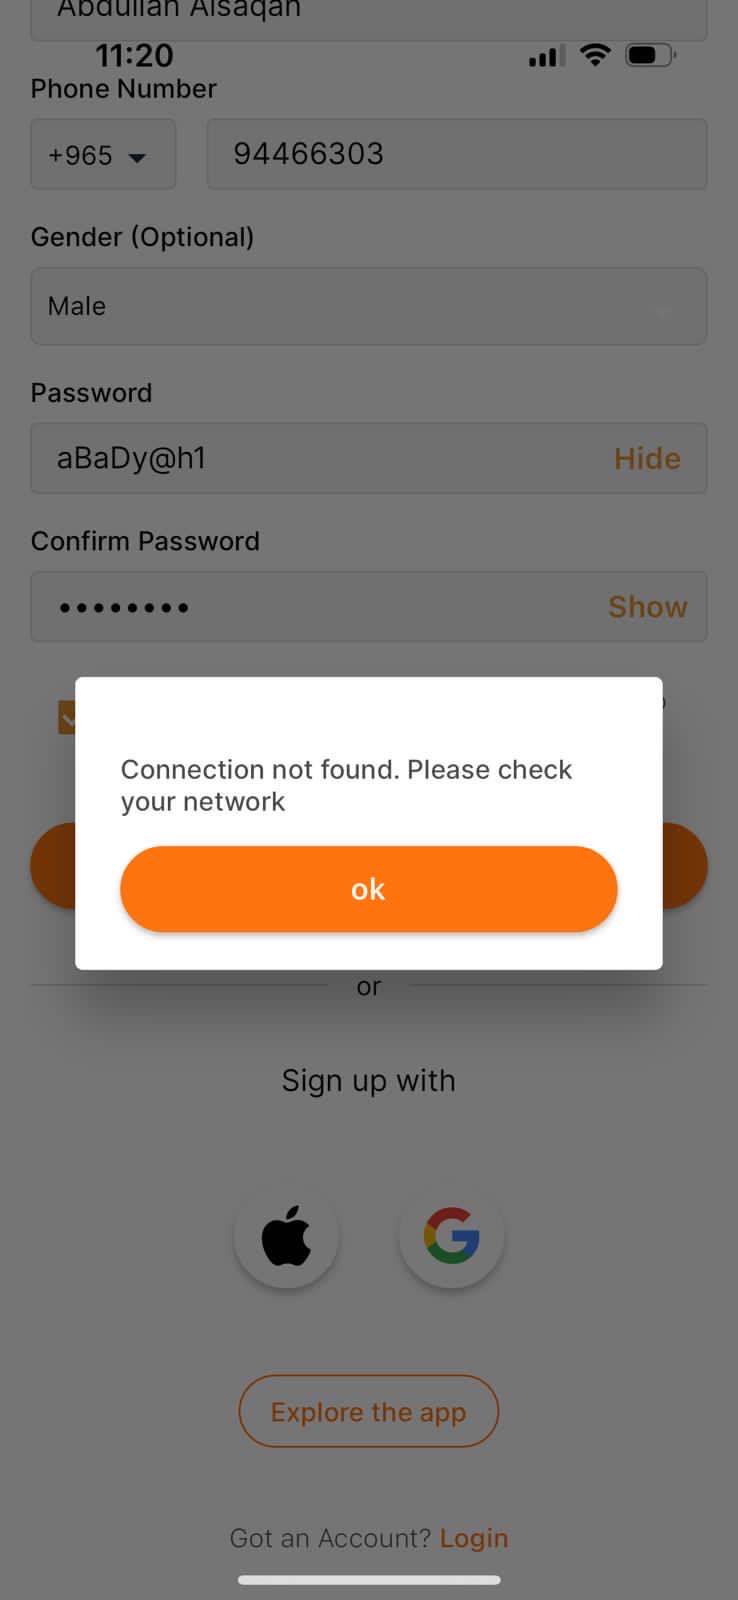 Abdullah Alsaqah
11:20
Phone Number
+965 94466303
Gender (Optional)
Male
Password
aBaDy@h1 Hide
Confirm Password
•••••••• Show
Connection not found. Please check
your network
ok
or
Sign up with
Explore the app
Got an Account? Login